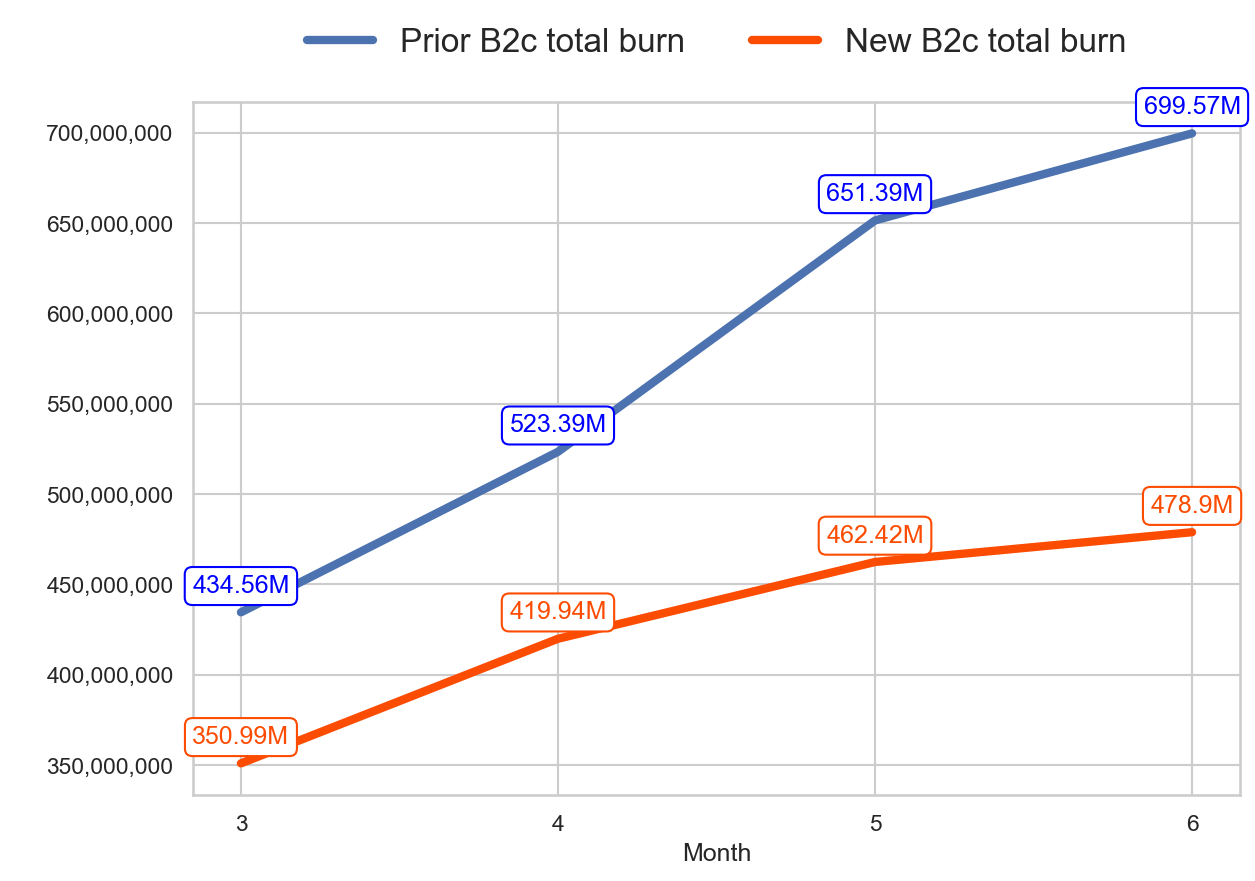 Prior B2c total burn New B2c total burn
699.57M
700,000,000
651.39M
650,000,000
600,000,000
550,000,000
523.39M
500,000,000
478.9M
462.42M
450,000,000
434.56M
419.94M
400,000,000
350.99M
350,000,000
3 4 5 6
Month